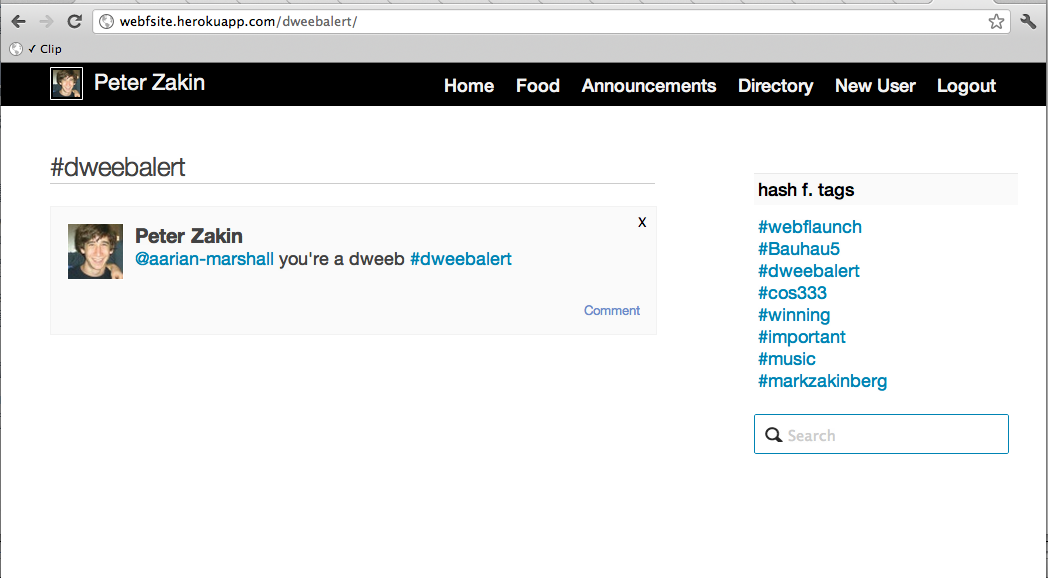 webfsite.herokuapp.com/dweebalert/
✓ Clip
Peter Zakin
Home Food Announcements Directory New User Logout
#dweebalert
X
Peter Zakin
@aarian-marshall you're a dweeb #dweebalert
Comment
hash f. tags
#webflaunch
#Bauhau5
#dweebalert
#cos333
#winning
#important
#music
#markzakinberg
Search